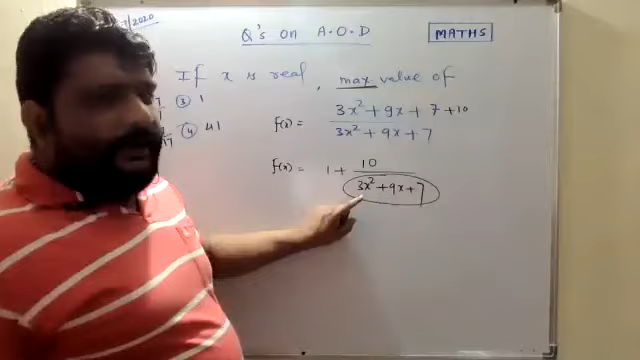 /2020
Q's on A.O.D
MATHS
If x is real, max. value of
③ 1
④ 41
f(x) = (3x² + 9x + 7 + 10) / (3x² + 9x + 7)
f(x) = 1 + 10 / (3x² + 9x + 7)